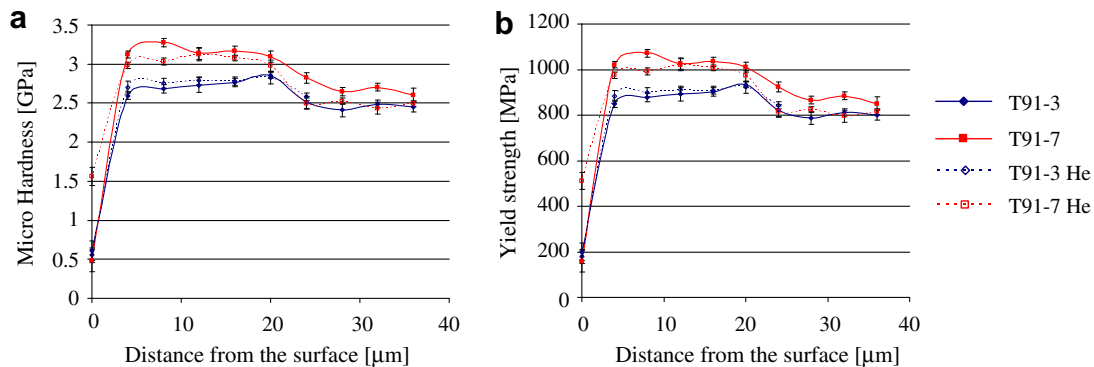 a
3.5
3
2.5
2
1.5
1
0.5
0
Micro Hardness [GPa]
0
10
20
30
40
Distance from the surface [μm]
b
1200
1000
800
600
400
200
0
Yield strength [MPa]
0
10
20
30
40
Distance from the surface [μm]
T91-3
T91-7
T91-3 He
T91-7 He